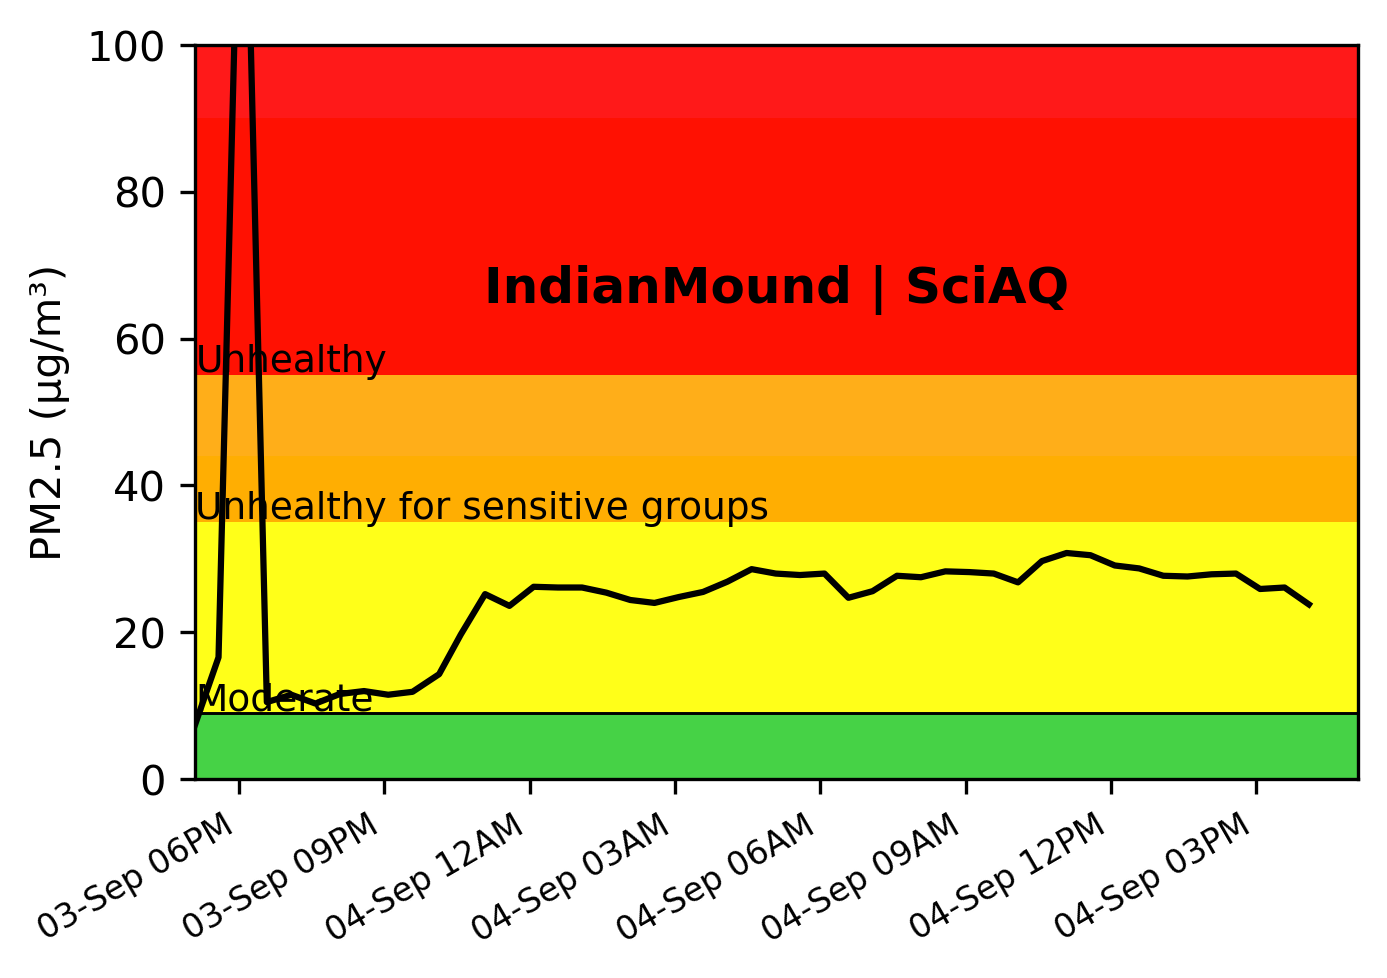 100
80
60
40
20
0
PM2.5 (µg/m³)
IndianMound | SciAQ
Unhealthy
Unhealthy for sensitive groups
Moderate
03-Sep 06PM
03-Sep 09PM
04-Sep 12AM
04-Sep 03AM
04-Sep 06AM
04-Sep 09AM
04-Sep 12PM
04-Sep 03PM